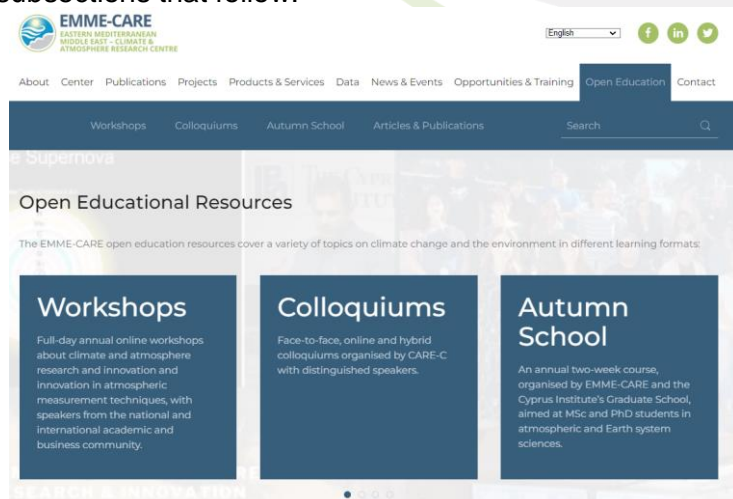 subsections that follow.
EMME-CARE
EASTERN MEDITERRANEAN
MIDDLE EAST – CLIMATE &
ATMOSPHERE RESEARCH CENTRE
English
About Center Publications Projects Products & Services Data News & Events Opportunities & Training Open Education Contact
Workshops Colloquiums Autumn School Articles & Publications Search
e Supernova
Open Educational Resources
The EMME-CARE open education resources cover a variety of topics on climate change and the environment in different learning formats:
Workshops
Full-day annual online workshops
about climate and atmosphere
research and innovation and
innovation in atmospheric
measurement techniques, with
speakers from the national and
international academic and
business community.
Colloquiums
Face-to-face, online and hybrid
colloquiums organised by CARE-C
with distinguished speakers.
Autumn
School
An annual two-week course,
organised by EMME-CARE and the
Cyprus Institute's Graduate School,
aimed at MSc and PhD students in
atmospheric and Earth system
sciences.